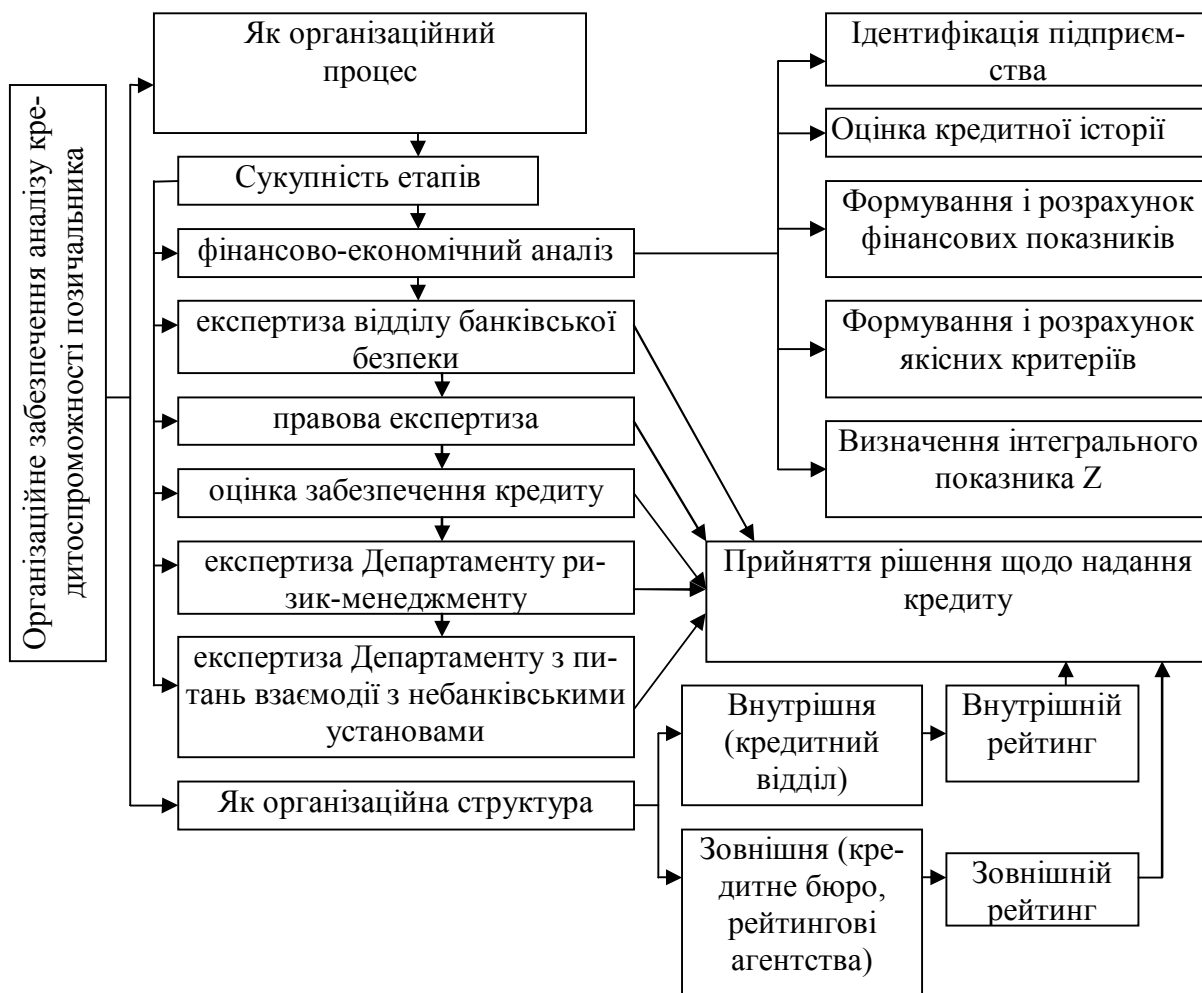 Організаційне забезпечення аналізу кре-
дитоспроможності позичальника
Як організаційний
процес
Сукупність етапів
фінансово-економічний аналіз
експертиза відділу банківської
безпеки
правова експертиза
оцінка забезпечення кредиту
експертиза Департаменту ри-
зик-менеджменту
експертиза Департаменту з пи-
тань взаємодії з небанківськими
установами
Як організаційна структура
Ідентифікація підприєм-
ства
Оцінка кредитної історії
Формування і розрахунок
фінансових показників
Формування і розрахунок
якісних критеріїв
Визначення інтегрального
показника Z
Прийняття рішення щодо надання
кредиту
Внутрішня
(кредитний
відділ)
Внутрішній
рейтинг
Зовнішня (кре-
дитне бюро,
рейтингові
агентства)
Зовнішній
рейтинг